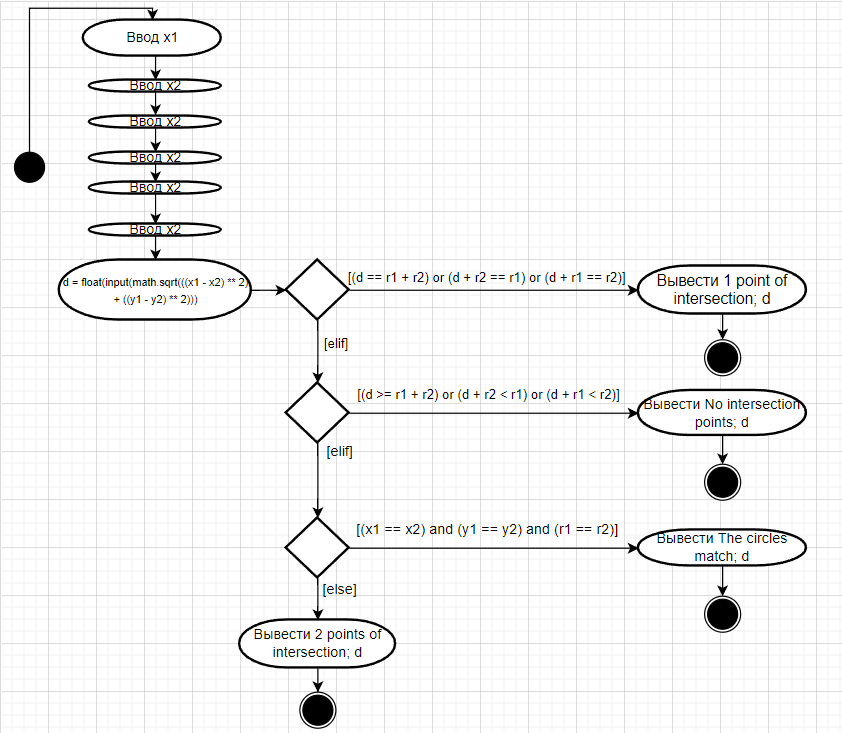 Ввод x1
Ввод x2
Ввод x2
Ввод x2
Ввод x2
Ввод x2
d = float(input(math.sqrt(((x1 - x2) ** 2)
+ ((y1 - y2) ** 2)))
[(d == r1 + r2) or (d + r2 == r1) or (d + r1 == r2)]
Вывести 1 point of
intersection; d
[elif]
[(d >= r1 + r2) or (d + r2 < r1) or (d + r1 < r2)]
Вывести No intersection
points; d
[elif]
[(x1 == x2) and (y1 == y2) and (r1 == r2)]
Вывести The circles
match; d
[else]
Вывести 2 points of
intersection; d